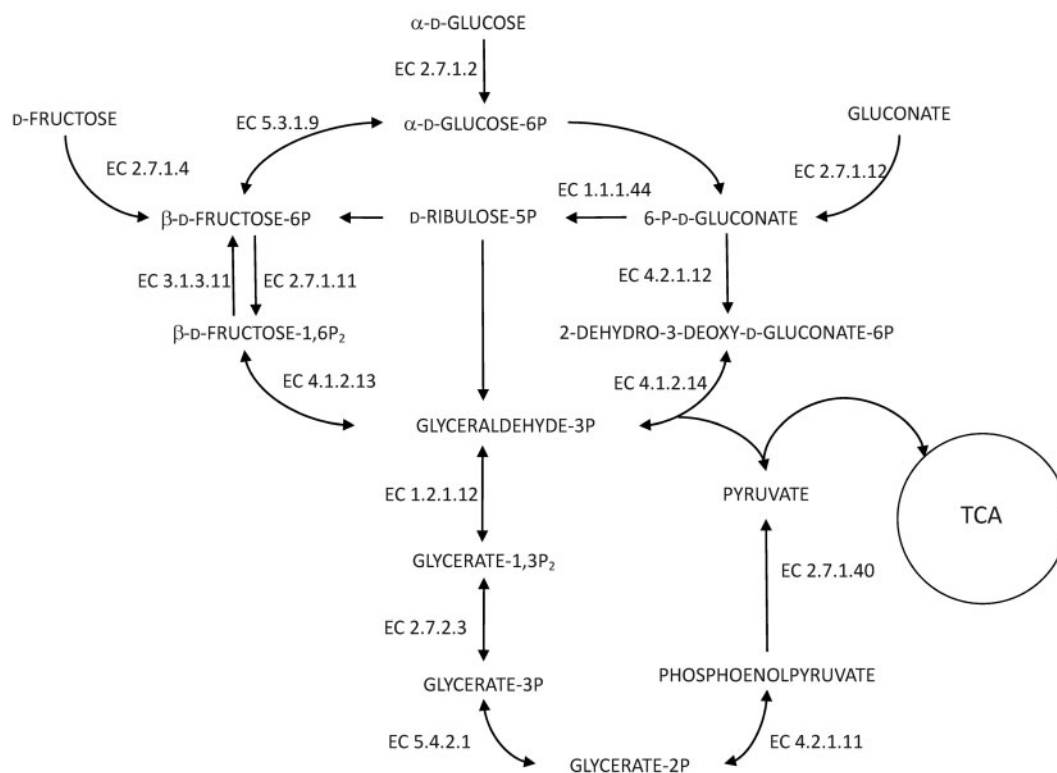 α-D-GLUCOSE
EC 2.7.1.2
D-FRUCTOSE
EC 5.3.1.9
α-D-GLUCOSE-6P
GLUCONATE
EC 2.7.1.4
EC 2.7.1.12
EC 1.1.1.44
β-D-FRUCTOSE-6P
D-RIBULOSE-5P
6-P-D-GLUCONATE
EC 3.1.3.11
EC 2.7.1.11
EC 4.2.1.12
β-D-FRUCTOSE-1,6P₂
2-DEHYDRO-3-DEOXY-D-GLUCONATE-6P
EC 4.1.2.13
EC 4.1.2.14
GLYCERALDEHYDE-3P
EC 1.2.1.12
PYRUVATE
TCA
GLYCERATE-1,3P₂
EC 2.7.1.40
EC 2.7.2.3
GLYCERATE-3P
PHOSPHOENOLPYRUVATE
EC 5.4.2.1
EC 4.2.1.11
GLYCERATE-2P